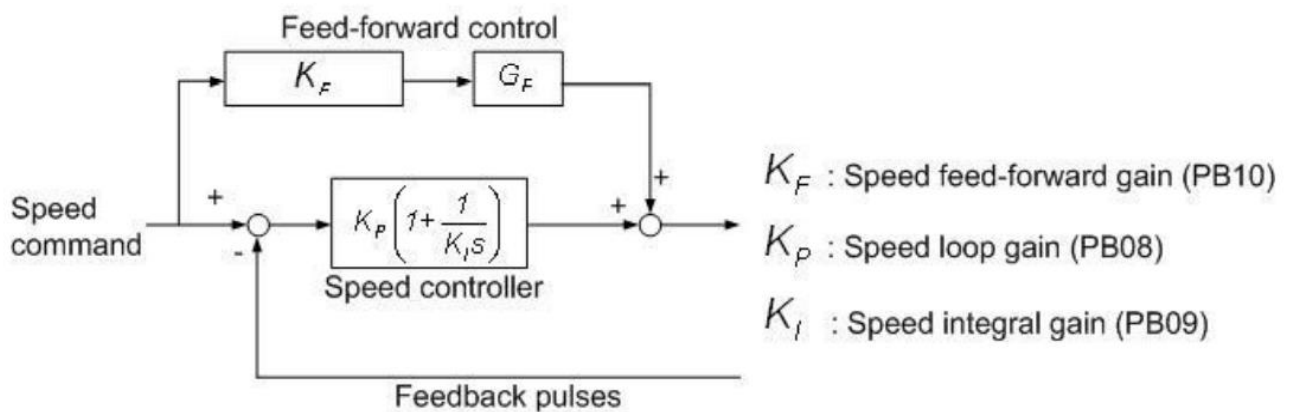 Feed-forward control
K_F
G_F
Speed
command
+
-
K_P(1+1/K_Is)
Speed controller
+
+
Feedback pulses
K_F : Speed feed-forward gain (PB10)
K_P : Speed loop gain (PB08)
K_I : Speed integral gain (PB09)